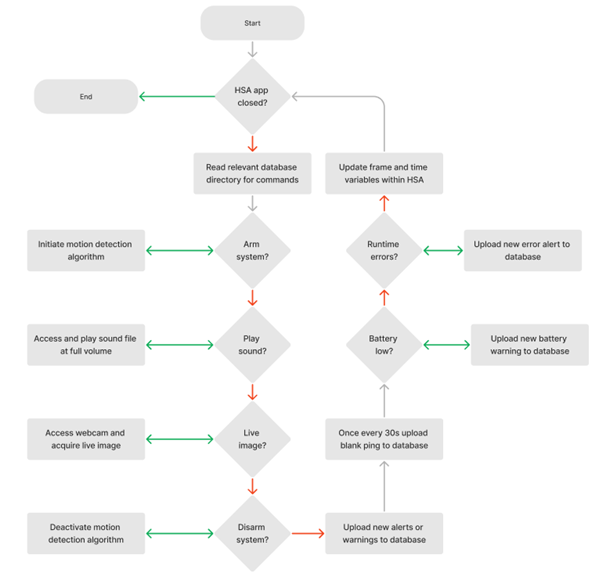 Start
HSA app
closed?
End
Read relevant database
directory for commands
Update frame and time
variables within HSA
Initiate motion detection
algorithm
Arm
system?
Runtime
errors?
Upload new error alert to
database
Access and play sound file
at full volume
Play
sound?
Battery
low?
Upload new battery
warning to database
Access webcam and
acquire live image
Live
image?
Once every 30s upload
blank ping to database
Deactivate motion
detection algorithm
Disarm
system?
Upload new alerts or
warnings to database